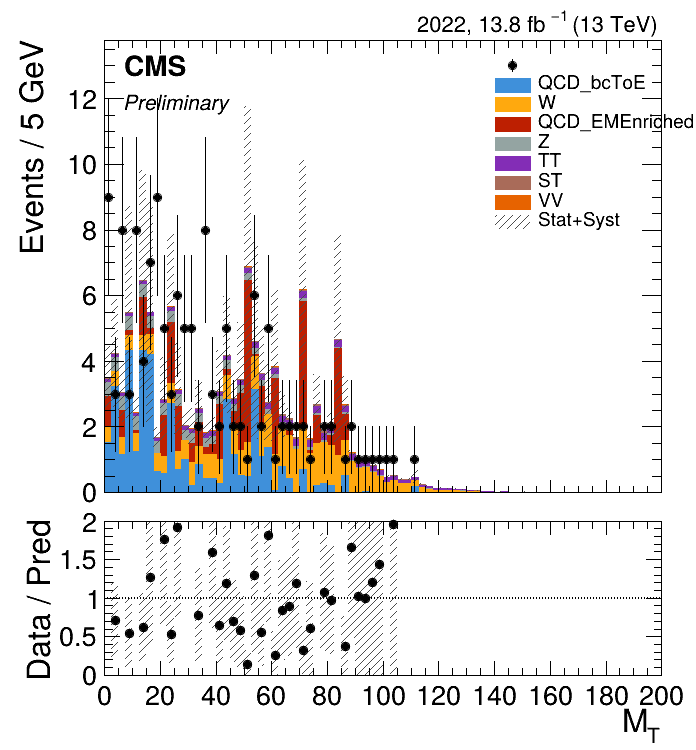 2022, 13.8 fb⁻¹ (13 TeV)
CMS
Preliminary
QCD_bcToE
W
QCD_EMEnriched
Z
TT
ST
VV
Stat+Syst
Events / 5 GeV
12
10
8
6
4
2
0
Data / Pred
2
1.5
1
0.5
0
0 20 40 60 80 100 120 140 160 180 200
M_T